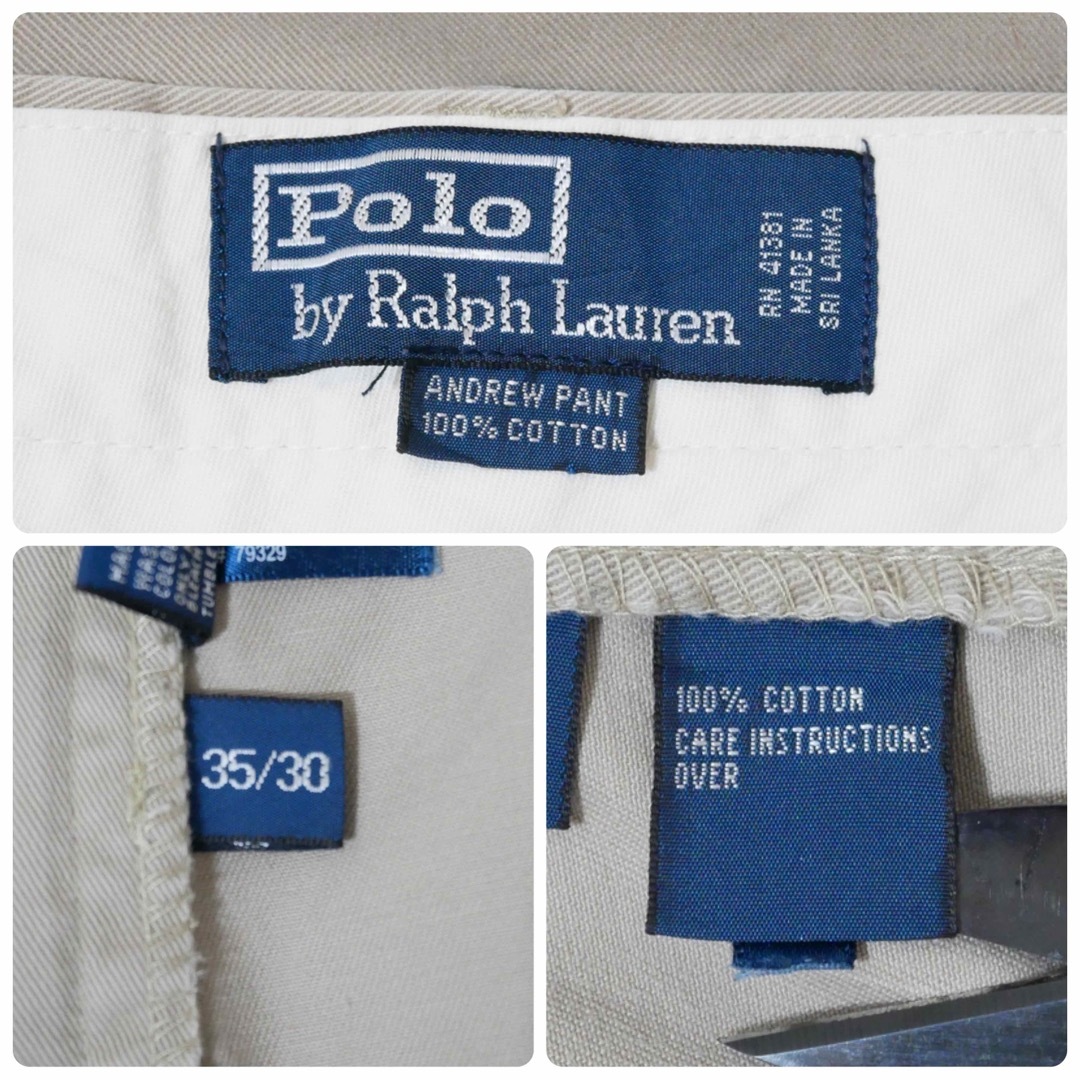 Polo
by Ralph Lauren
RN 41381
MADE IN
SRI LANKA
ANDREW PANT
100% COTTON
79329
35/30
100% COTTON
CARE INSTRUCTIONS
OVER